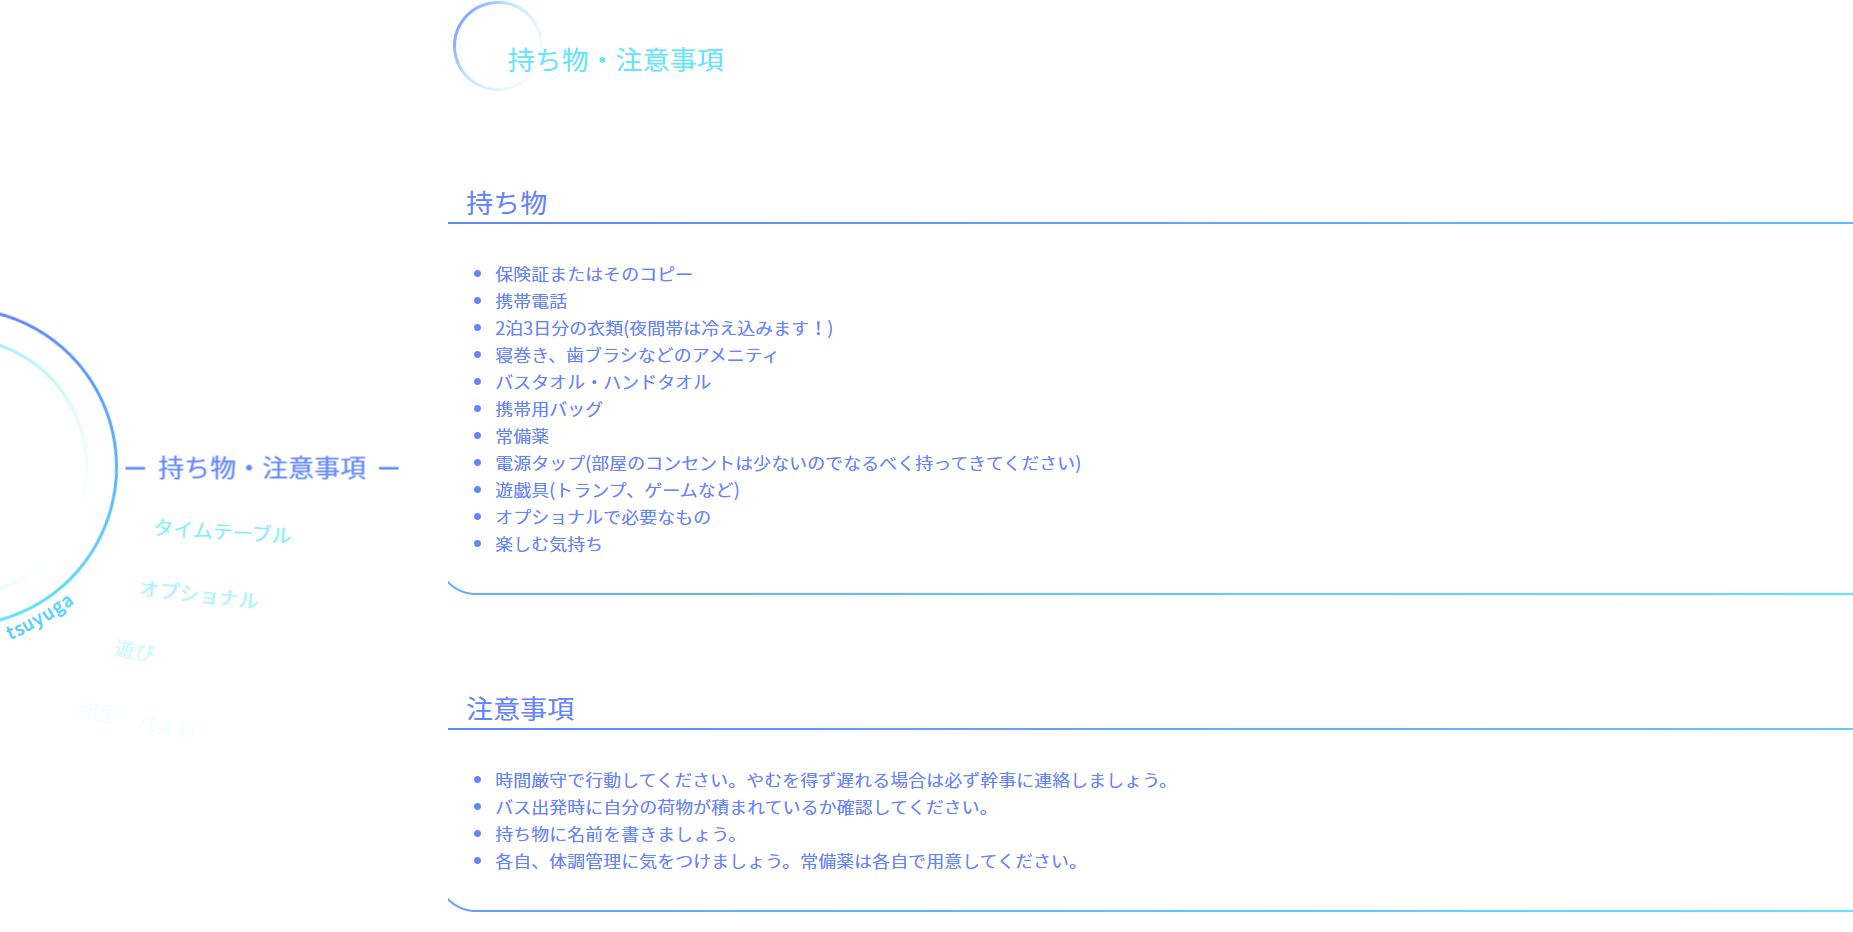 持ち物・注意事項
持ち物
保険証またはそのコピー
携帯電話
2泊3日分の衣類(夜間帯は冷え込みます！)
寝巻き、歯ブラシなどのアメニティ
バスタオル・ハンドタオル
携帯用バッグ
常備薬
電源タップ(部屋のコンセントは少ないのでなるべく持ってきてください)
遊戯具(トランプ、ゲームなど)
オプショナルで必要なもの
楽しむ気持ち
注意事項
時間厳守で行動してください。やむを得ず遅れる場合は必ず幹事に連絡しましょう。
バス出発時に自分の荷物が積まれているか確認してください。
持ち物に名前を書きましょう。
各自、体調管理に気をつけましょう。常備薬は各自で用意してください。
ー 持ち物・注意事項 ー
タイムテーブル
オプショナル
遊び
部屋・バス
tsuyuga